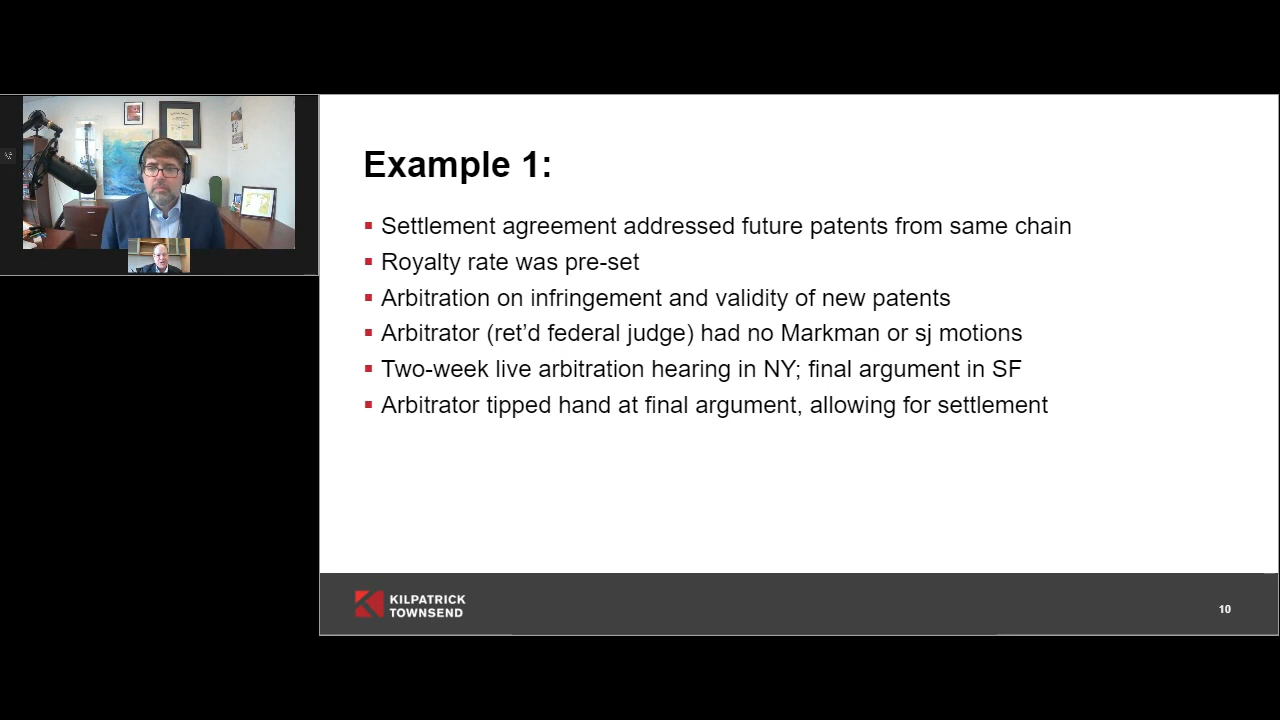 Example 1:
Settlement agreement addressed future patents from same chain
Royalty rate was pre-set
Arbitration on infringement and validity of new patents
Arbitrator (ret’d federal judge) had no Markman or sj motions
Two-week live arbitration hearing in NY; final argument in SF
Arbitrator tipped hand at final argument, allowing for settlement
KILPATRICK
TOWNSEND
10